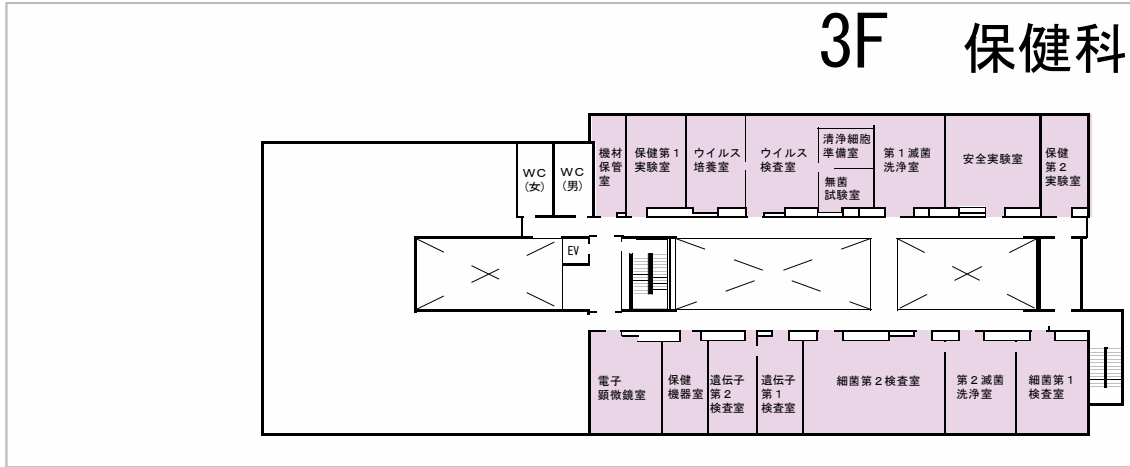 3F 保健科
WC
(女)
WC
(男)
機材
保管
室
保健第1
実験室
ウイルス
培養室
ウイルス
検査室
清浄細胞
準備室
無菌
試験室
第1滅菌
洗浄室
安全実験室
保健
第2
実験室
EV
電子
顕微鏡室
保健
機器室
遺伝子
第2
検査室
遺伝子
第1
検査室
細菌第2検査室
第2滅菌
洗浄室
細菌第1
検査室